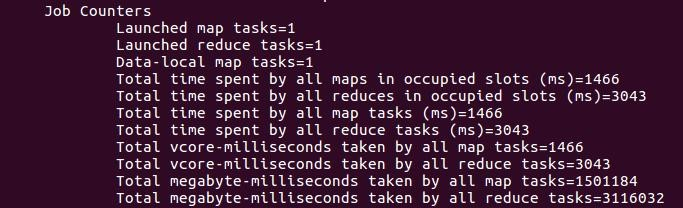 Job Counters
Launched map tasks=1
Launched reduce tasks=1
Data-local map tasks=1
Total time spent by all maps in occupied slots (ms)=1466
Total time spent by all reduces in occupied slots (ms)=3043
Total time spent by all map tasks (ms)=1466
Total time spent by all reduce tasks (ms)=3043
Total vcore-milliseconds taken by all map tasks=1466
Total vcore-milliseconds taken by all reduce tasks=3043
Total megabyte-milliseconds taken by all map tasks=1501184
Total megabyte-milliseconds taken by all reduce tasks=3116032